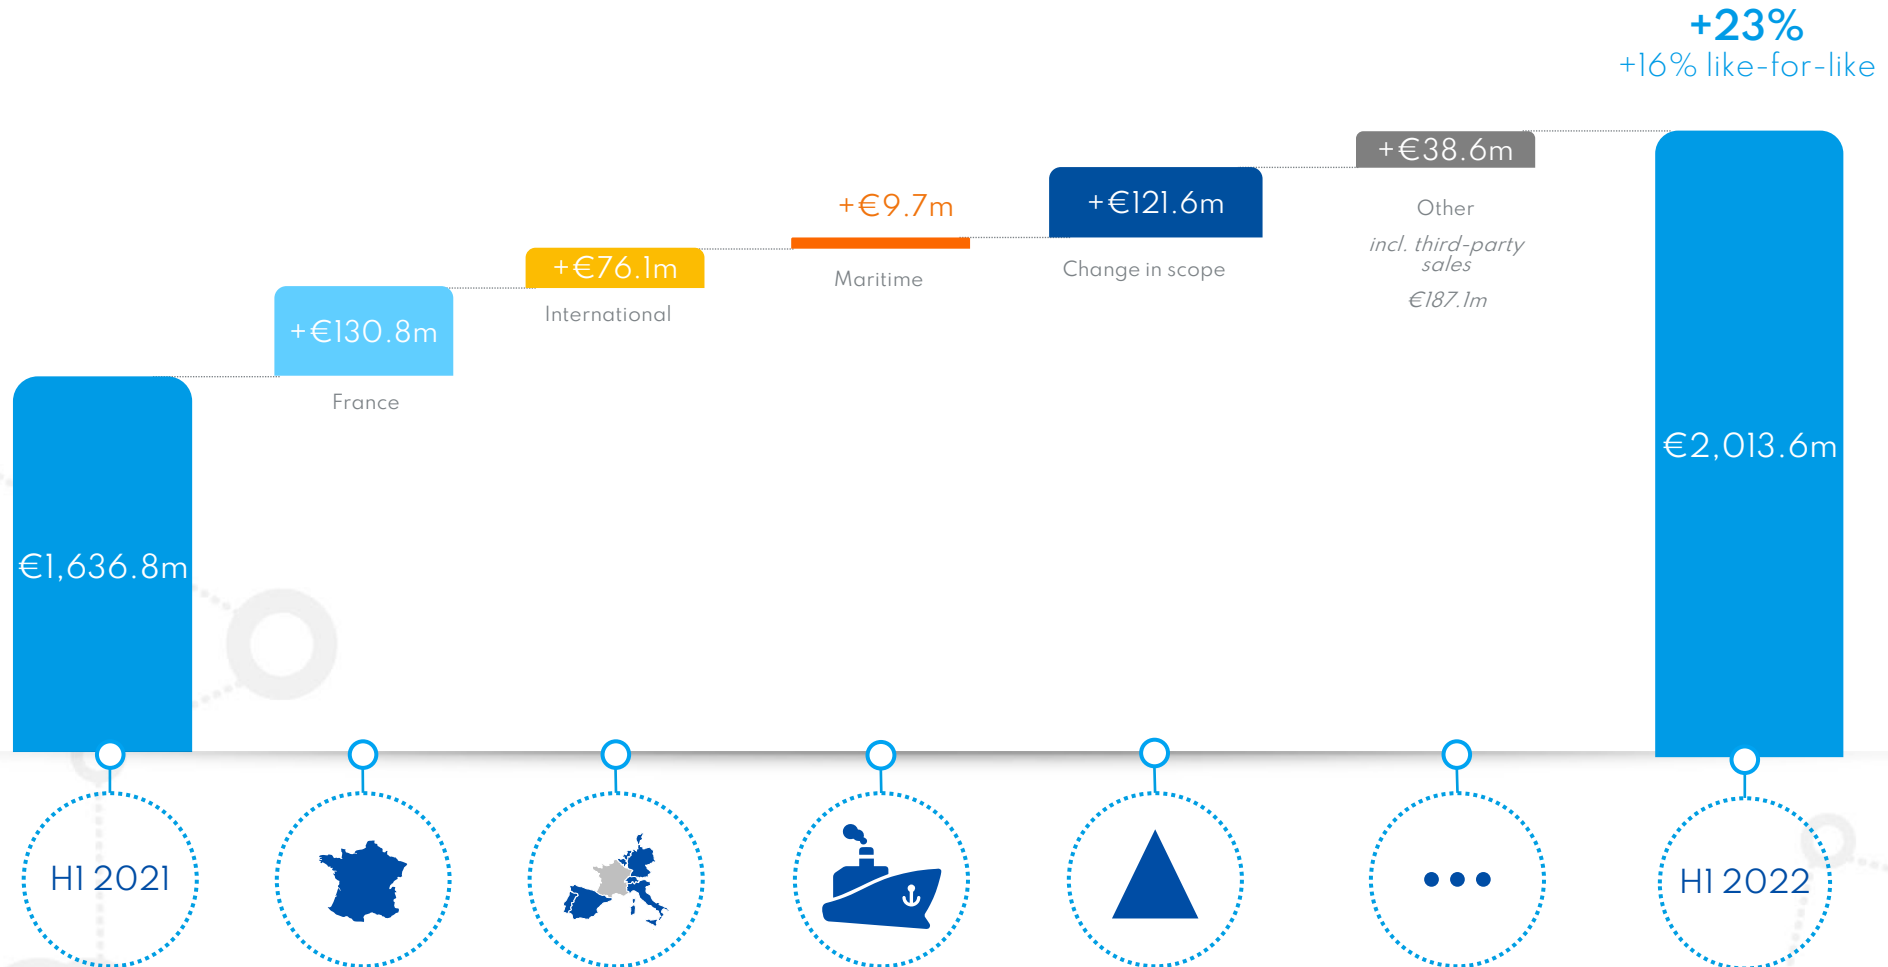 +23%
+16% like-for-like
+€38.6m
Other
incl. third-party
sales
€187.1m
+€121.6m
Change in scope
+€9.7m
Maritime
+€76.1m
International
+€130.8m
France
€1,636.8m
€2,013.6m
H1 2021
H1 2022